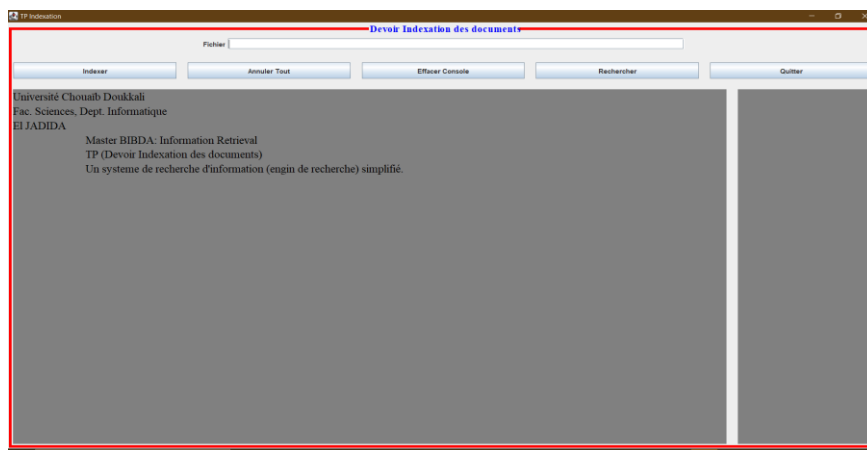 TP Indexation
Devoir Indexation des documents
Fichier
Indexer Annuler Tout Effacer Console Rechercher Quitter
Université Chouaib Doukkali
Fac. Sciences, Dept. Informatique
El JADIDA
Master BIBDA: Information Retrieval
TP (Devoir Indexation des documents)
Un systeme de recherche d'information (engin de recherche) simplifié.